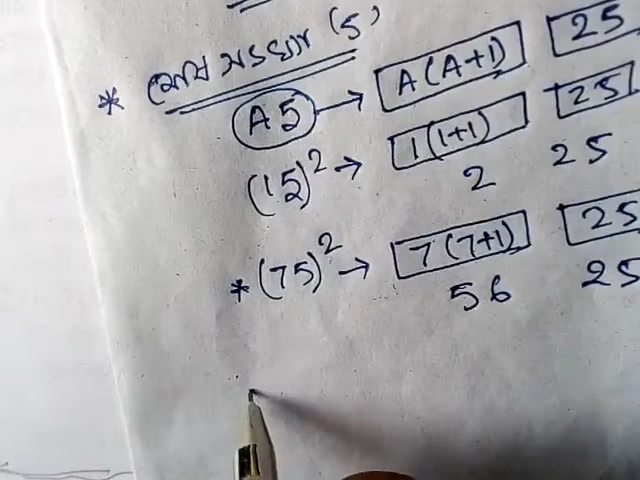 * শেষ সংখ্যা (5)
A5 → A(A+1) 25
(15)² → 1(1+1) 25
2 25
* (75)² → 7(7+1) 25
56 25